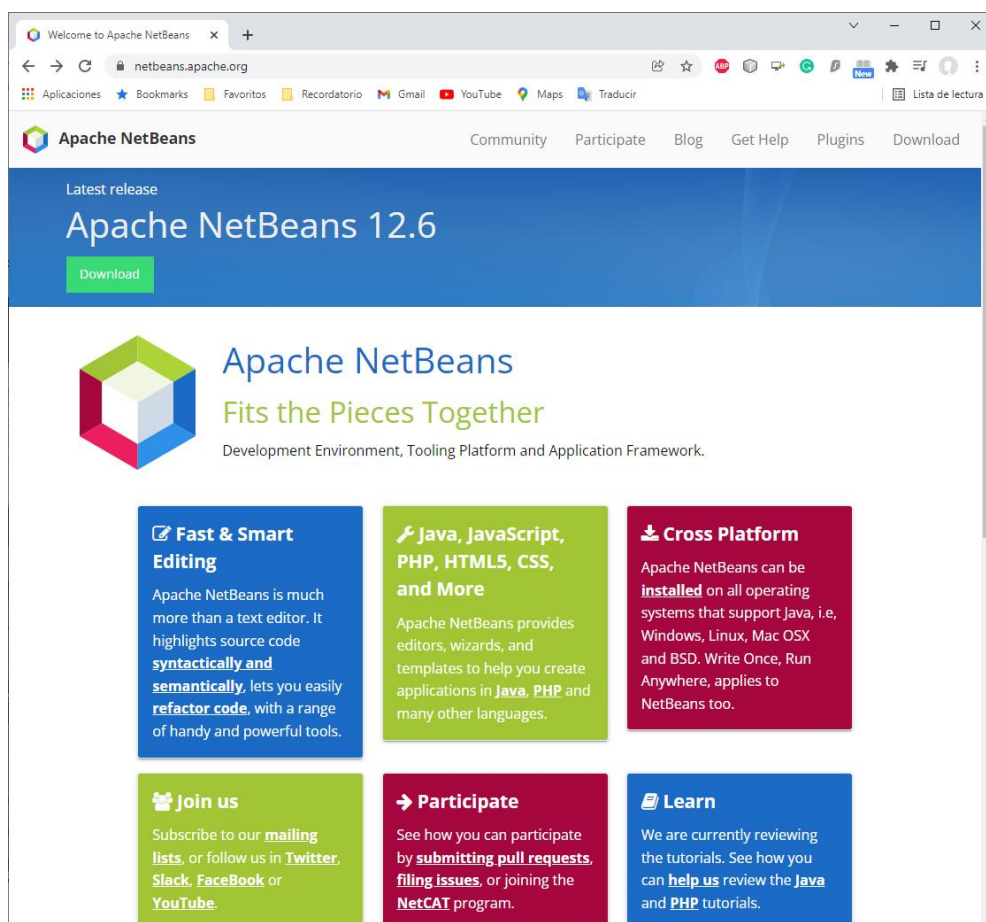 Welcome to Apache NetBeans
netbeans.apache.org
ABP
New
Aplicaciones
Bookmarks
Favoritos
Recordatorio
Gmail
YouTube
Maps
Traducir
Lista de lectura
Apache NetBeans
Community
Participate
Blog
Get Help
Plugins
Download
Latest release
Apache NetBeans 12.6
Download
Apache NetBeans
Fits the Pieces Together
Development Environment, Tooling Platform and Application Framework.
Fast & Smart
Editing
Apache NetBeans is much
more than a text editor. It
highlights source code
syntactically and
semantically, lets you easily
refactor code, with a range
of handy and powerful tools.
Java, JavaScript,
PHP, HTML5, CSS,
and More
Apache NetBeans provides
editors, wizards, and
templates to help you create
applications in Java, PHP and
many other languages.
Cross Platform
Apache NetBeans can be
installed on all operating
systems that support Java, i.e,
Windows, Linux, Mac OSX
and BSD. Write Once, Run
Anywhere, applies to
NetBeans too.
Join us
Subscribe to our mailing
lists, or follow us in Twitter,
Slack, FaceBook or
YouTube.
Participate
See how you can participate
by submitting pull requests,
filing issues, or joining the
NetCAT program.
Learn
We are currently reviewing
the tutorials. See how you
can help us review the Java
and PHP tutorials.